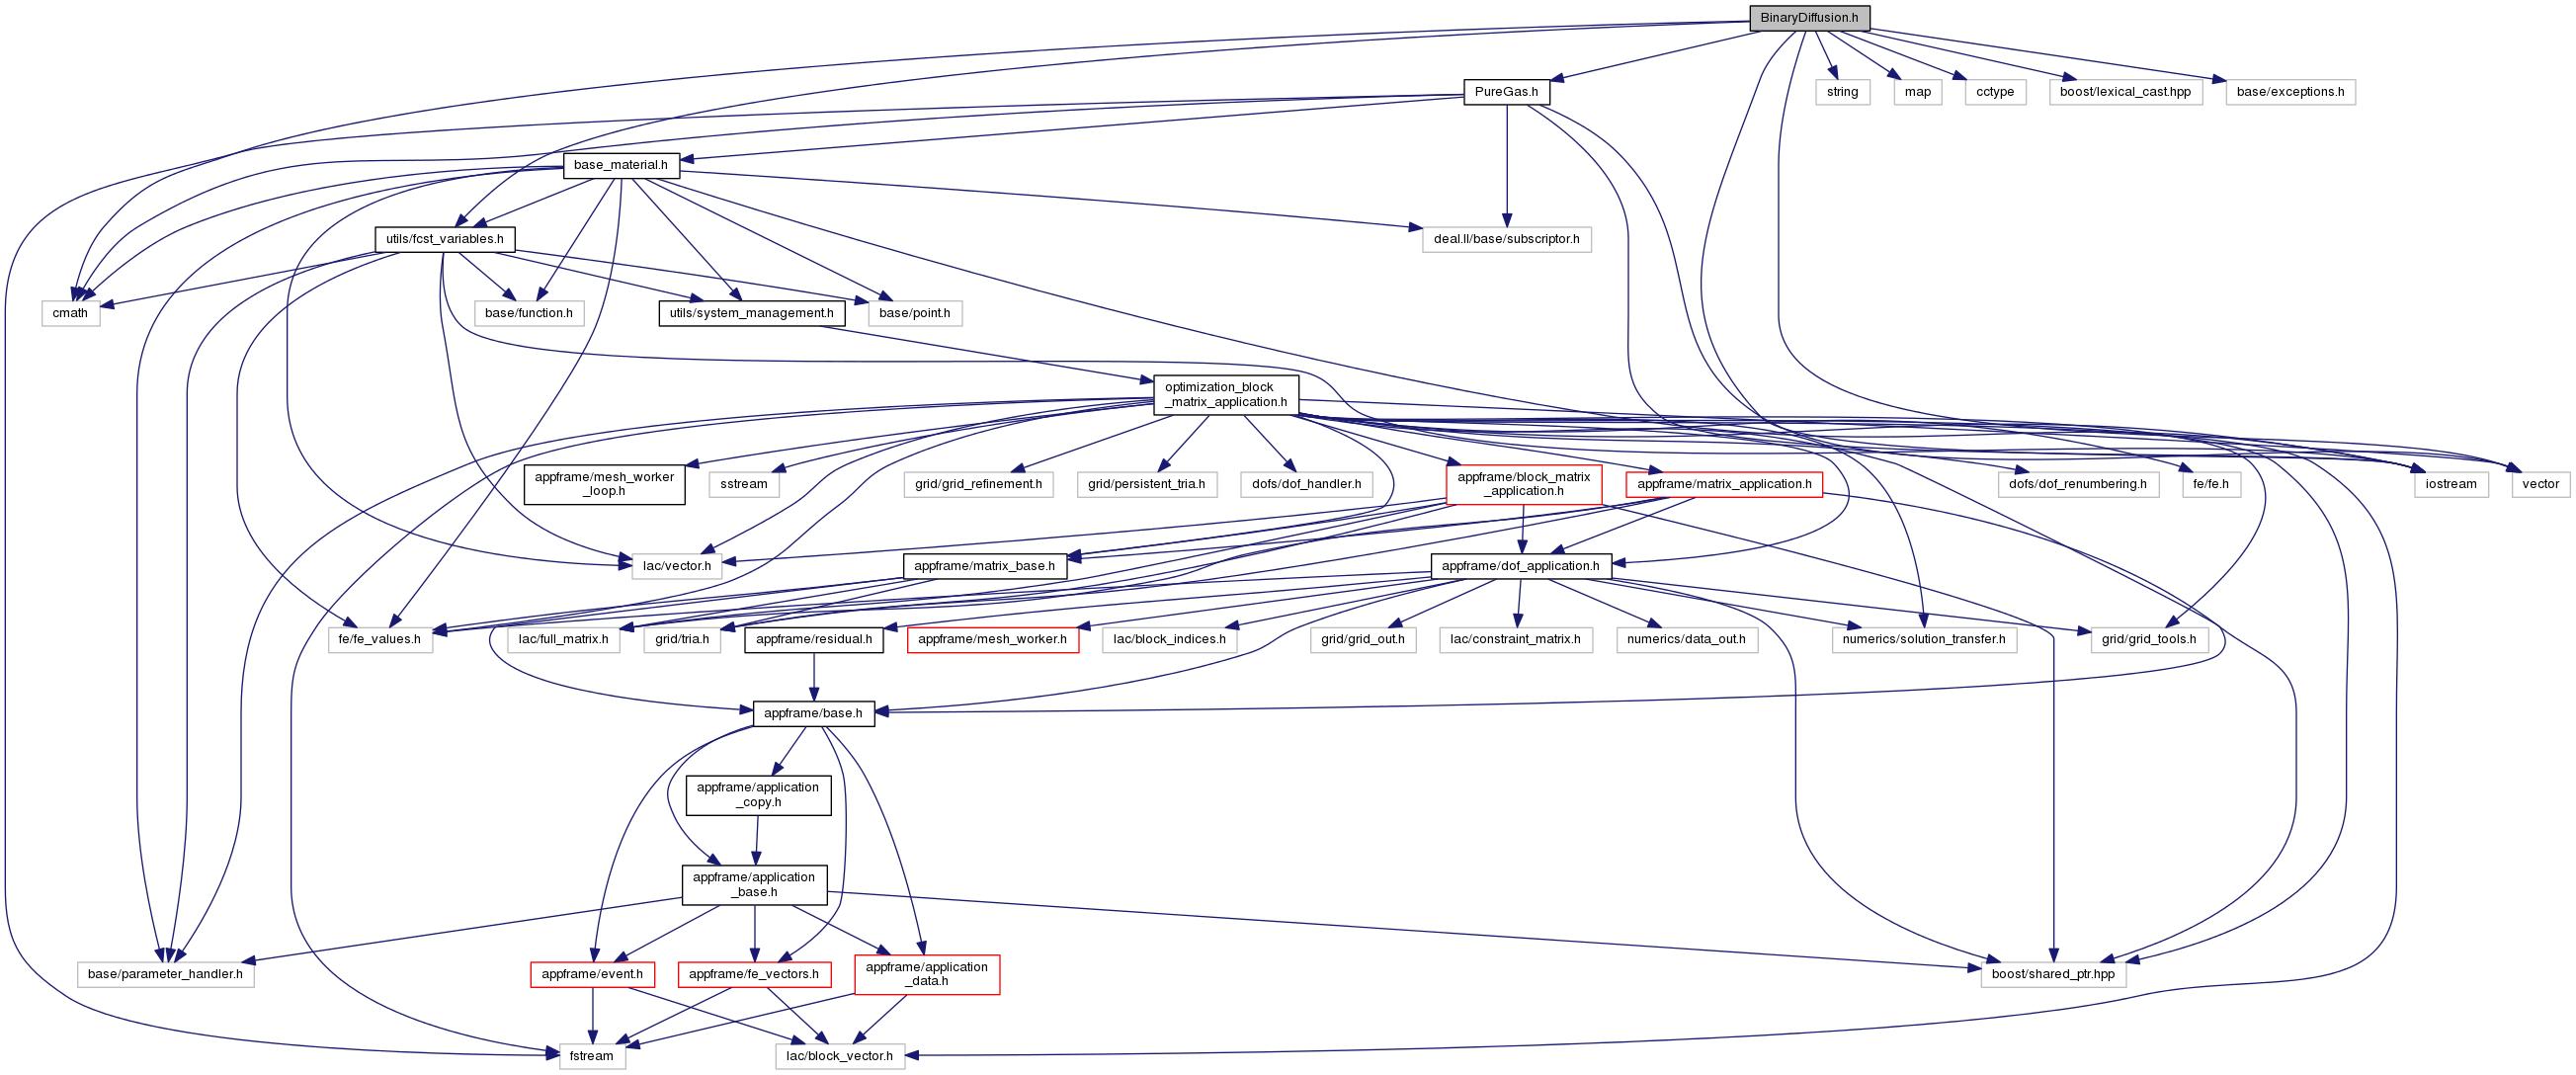 BinaryDiffusion.h
PureGas.h
string
map
cctype
boost/lexical_cast.hpp
base/exceptions.h
base_material.h
utils/fcst_variables.h
deal.II/base/subscriptor.h
cmath
base/function.h
utils/system_management.h
base/point.h
optimization_block
_matrix_application.h
appframe/mesh_worker
_loop.h
sstream
grid/grid_refinement.h
grid/persistent_tria.h
dofs/dof_handler.h
appframe/block_matrix
_application.h
appframe/matrix_application.h
dofs/dof_renumbering.h
fe/fe.h
iostream
vector
lac/vector.h
appframe/matrix_base.h
appframe/dof_application.h
fe/fe_values.h
lac/full_matrix.h
grid/tria.h
appframe/residual.h
appframe/mesh_worker.h
lac/block_indices.h
grid/grid_out.h
lac/constraint_matrix.h
numerics/data_out.h
numerics/solution_transfer.h
grid/grid_tools.h
appframe/base.h
appframe/application
_copy.h
appframe/application
_base.h
base/parameter_handler.h
appframe/event.h
appframe/fe_vectors.h
appframe/application
_data.h
boost/shared_ptr.hpp
fstream
lac/block_vector.h